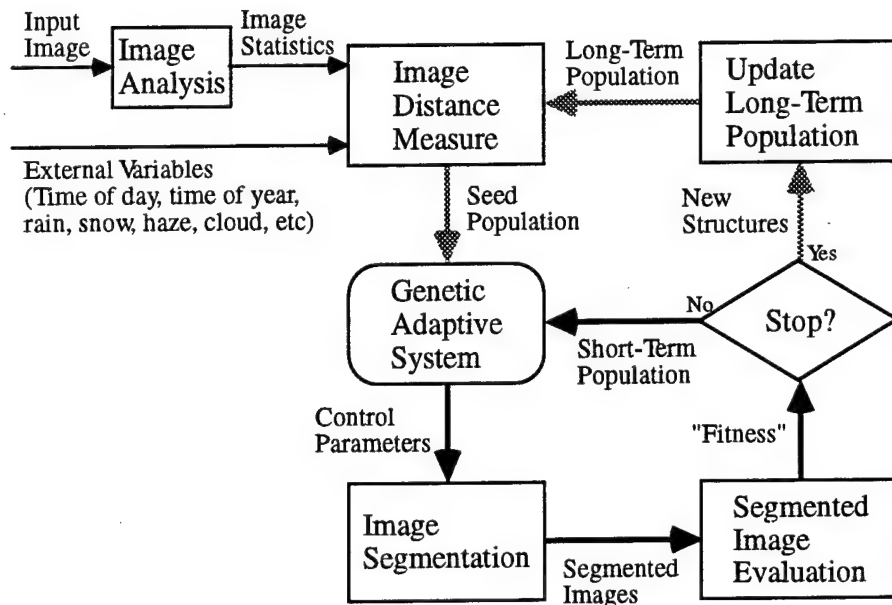 Input
Image
Image
Analysis
Image
Statistics
Image
Distance
Measure
Long-Term
Population
Update
Long-Term
Population
External Variables
(Time of day, time of year,
rain, snow, haze, cloud, etc)
Seed
Population
New
Structures
Yes
Genetic
Adaptive
System
No
Short-Term
Population
Stop?
Control
Parameters
"Fitness"
Image
Segmentation
Segmented
Images
Segmented
Image
Evaluation